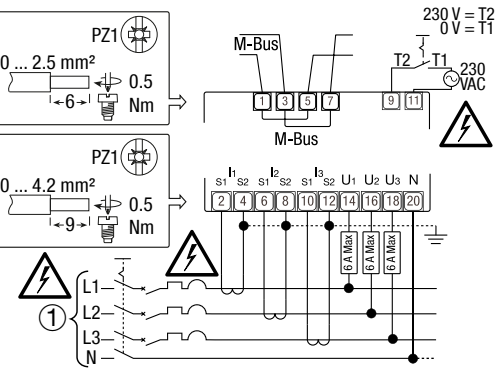 230 V = T2
0 V = T1
PZ1
0 ... 2.5 mm²
6
0.5
Nm
M-Bus
T2
T1
230
VAC
1
3
5
7
9
11
M-Bus
PZ1
0 ... 4.2 mm²
9
0.5
Nm
I1
I2
I3
S1
S2
S1
S2
S1
S2
U1
U2
U3
N
2
4
6
8
10
12
14
16
18
20
6 A Max
6 A Max
6 A Max
1
L1
L2
L3
N